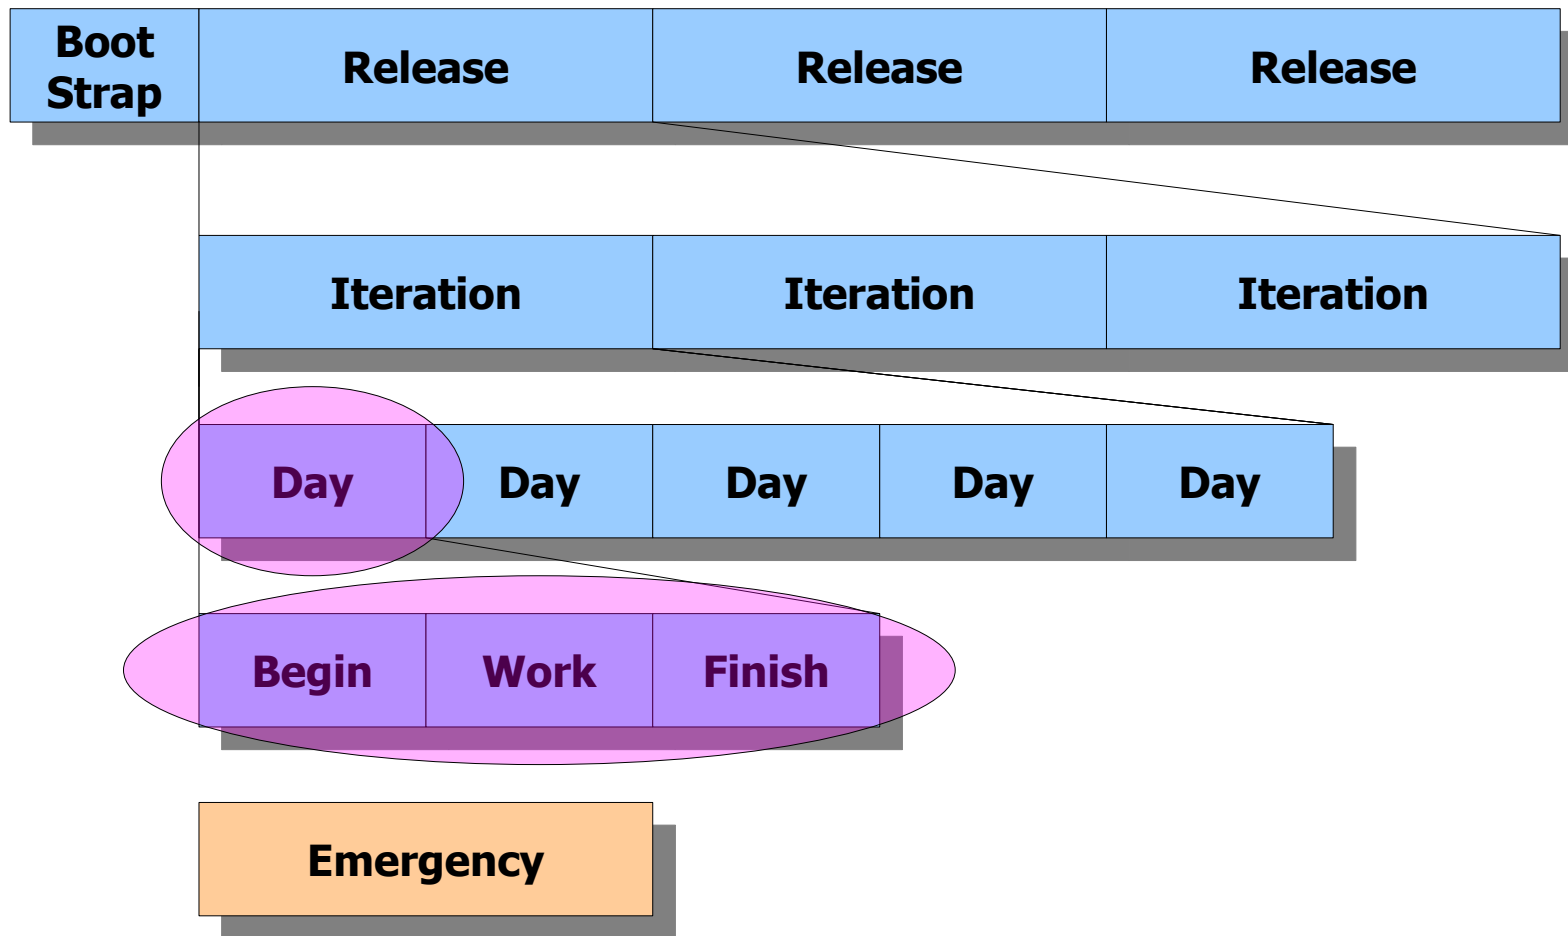 Boot
Strap
Release
Release
Release
Iteration
Iteration
Iteration
Day
Day
Day
Day
Day
Begin
Work
Finish
Emergency